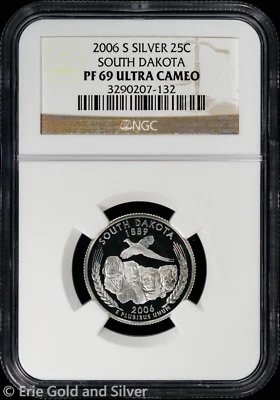 2006 S SILVER 25C
SOUTH DAKOTA
PF 69 ULTRA CAMEO
3290207-132
NGC
SOUTH DAKOTA
1889
2006
E PLURIBUS UNUM
© Erie Gold and Silver